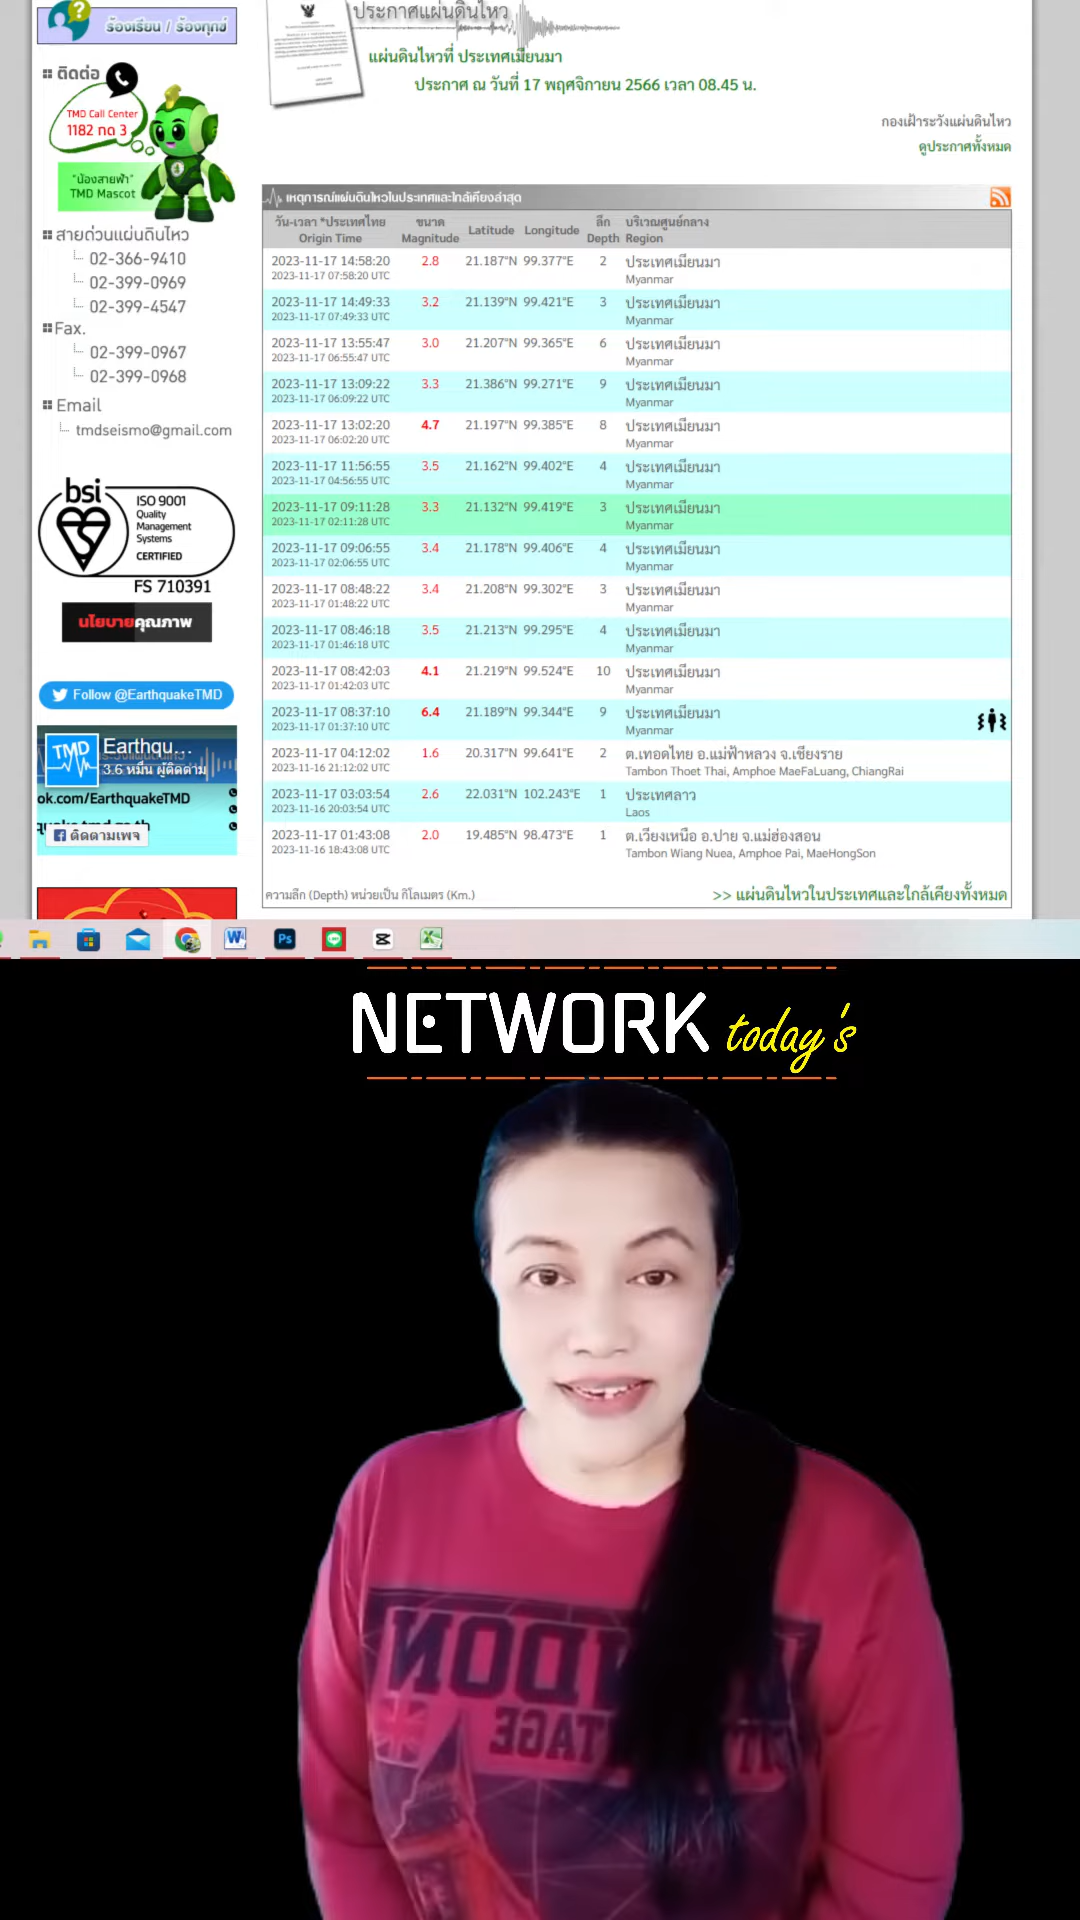 ร้องเรียน / ร้องทุกข์
ติดต่อ
TMD Call Center
1182 กด 3
"น้องสายฟ้า"
TMD Mascot
สายด่วนแผ่นดินไหว
02-366-9410
02-399-0969
02-399-4547
Fax.
02-399-0967
02-399-0968
Email
tmdseismo@gmail.com
bsi
ISO 9001
Quality
Management
Systems
CERTIFIED
FS 710391
นโยบายคุณภาพ
Follow @EarthquakeTMD
TMD
Earthqu...
3.6 หมื่น ผู้ติดตาม
ok.com/EarthquakeTMD
ติดตามเพจ
ประกาศแผ่นดินไหว
แผ่นดินไหวที่ ประเทศเมียนมา
ประกาศ ณ วันที่ 17 พฤศจิกายน 2566 เวลา 08.45 น.
กองเฝ้าระวังแผ่นดินไหว
ดูประกาศทั้งหมด
เหตุการณ์แผ่นดินไหวในประเทศและใกล้เคียงล่าสุด
วัน-เวลา *ประเทศไทย ขนาด Latitude Longitude ลึก บริเวณศูนย์กลาง
Origin Time Magnitude Depth Region
2023-11-17 14:58:20 2.8 21.187°N 99.377°E 2 ประเทศเมียนมา
2023-11-17 07:58:20 UTC Myanmar
2023-11-17 14:49:33 3.2 21.139°N 99.421°E 3 ประเทศเมียนมา
2023-11-17 07:49:33 UTC Myanmar
2023-11-17 13:55:47 3.0 21.207°N 99.365°E 6 ประเทศเมียนมา
2023-11-17 06:55:47 UTC Myanmar
2023-11-17 13:09:22 3.3 21.386°N 99.271°E 9 ประเทศเมียนมา
2023-11-17 06:09:22 UTC Myanmar
2023-11-17 13:02:20 4.7 21.197°N 99.385°E 8 ประเทศเมียนมา
2023-11-17 06:02:20 UTC Myanmar
2023-11-17 11:56:55 3.5 21.162°N 99.402°E 4 ประเทศเมียนมา
2023-11-17 04:56:55 UTC Myanmar
2023-11-17 09:11:28 3.3 21.132°N 99.419°E 3 ประเทศเมียนมา
2023-11-17 02:11:28 UTC Myanmar
2023-11-17 09:06:55 3.4 21.178°N 99.406°E 4 ประเทศเมียนมา
2023-11-17 02:06:55 UTC Myanmar
2023-11-17 08:48:22 3.4 21.208°N 99.302°E 3 ประเทศเมียนมา
2023-11-17 01:48:22 UTC Myanmar
2023-11-17 08:46:18 3.5 21.213°N 99.295°E 4 ประเทศเมียนมา
2023-11-17 01:46:18 UTC Myanmar
2023-11-17 08:42:03 4.1 21.219°N 99.524°E 10 ประเทศเมียนมา
2023-11-17 01:42:03 UTC Myanmar
2023-11-17 08:37:10 6.4 21.189°N 99.344°E 9 ประเทศเมียนมา
2023-11-17 01:37:10 UTC Myanmar
2023-11-17 04:12:02 1.6 20.317°N 99.641°E 2 ต.เทอดไทย อ.แม่ฟ้าหลวง จ.เชียงราย
2023-11-16 21:12:02 UTC Tambon Thoet Thai, Amphoe MaeFaLuang, ChiangRai
2023-11-17 03:03:54 2.6 22.031°N 102.243°E 1 ประเทศลาว
2023-11-16 20:03:54 UTC Laos
2023-11-17 01:43:08 2.0 19.485°N 98.473°E 1 ต.เวียงเหนือ อ.ปาย จ.แม่ฮ่องสอน
2023-11-16 18:43:08 UTC Tambon Wiang Nuea, Amphoe Pai, MaeHongSon
ความลึก (Depth) หน่วยเป็น กิโลเมตร (Km.)
>> แผ่นดินไหวในประเทศและใกล้เคียงทั้งหมด
NETWORK today's